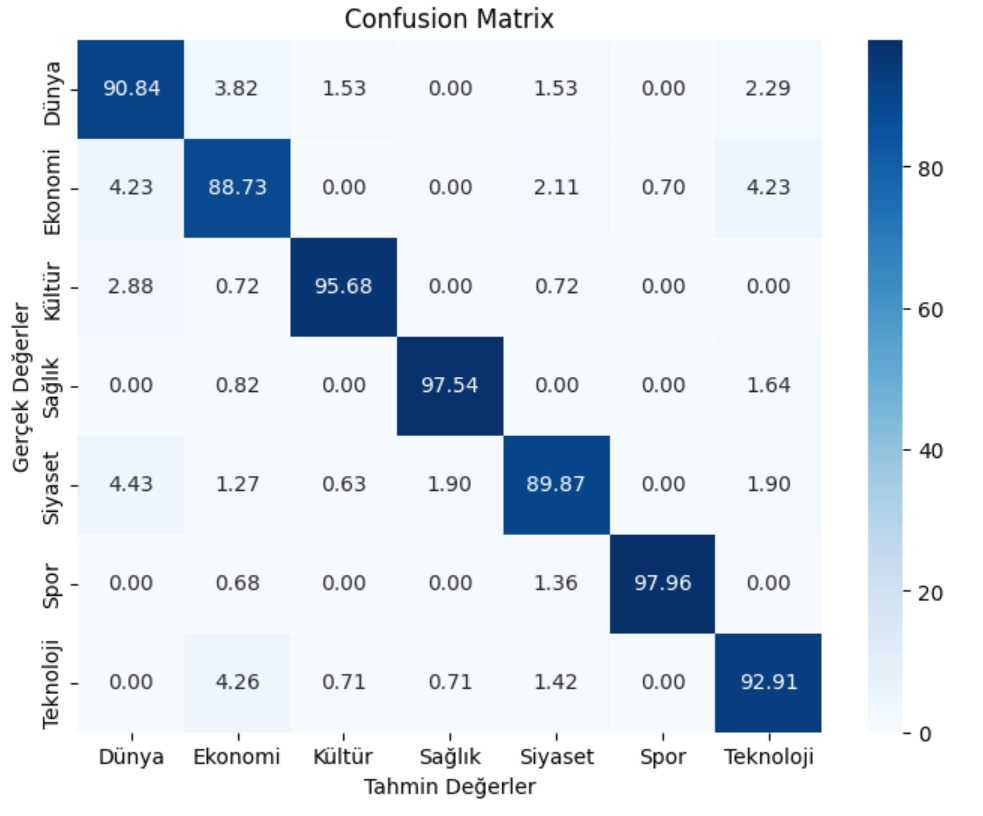 Confusion Matrix
Gerçek Değerler
Dünya 90.84 3.82 1.53 0.00 1.53 0.00 2.29
Ekonomi 4.23 88.73 0.00 0.00 2.11 0.70 4.23
Kültür 2.88 0.72 95.68 0.00 0.72 0.00 0.00
Sağlık 0.00 0.82 0.00 97.54 0.00 0.00 1.64
Siyaset 4.43 1.27 0.63 1.90 89.87 0.00 1.90
Spor 0.00 0.68 0.00 0.00 1.36 97.96 0.00
Teknoloji 0.00 4.26 0.71 0.71 1.42 0.00 92.91
Dünya Ekonomi Kültür Sağlık Siyaset Spor Teknoloji
Tahmin Değerler
80
60
40
20
0